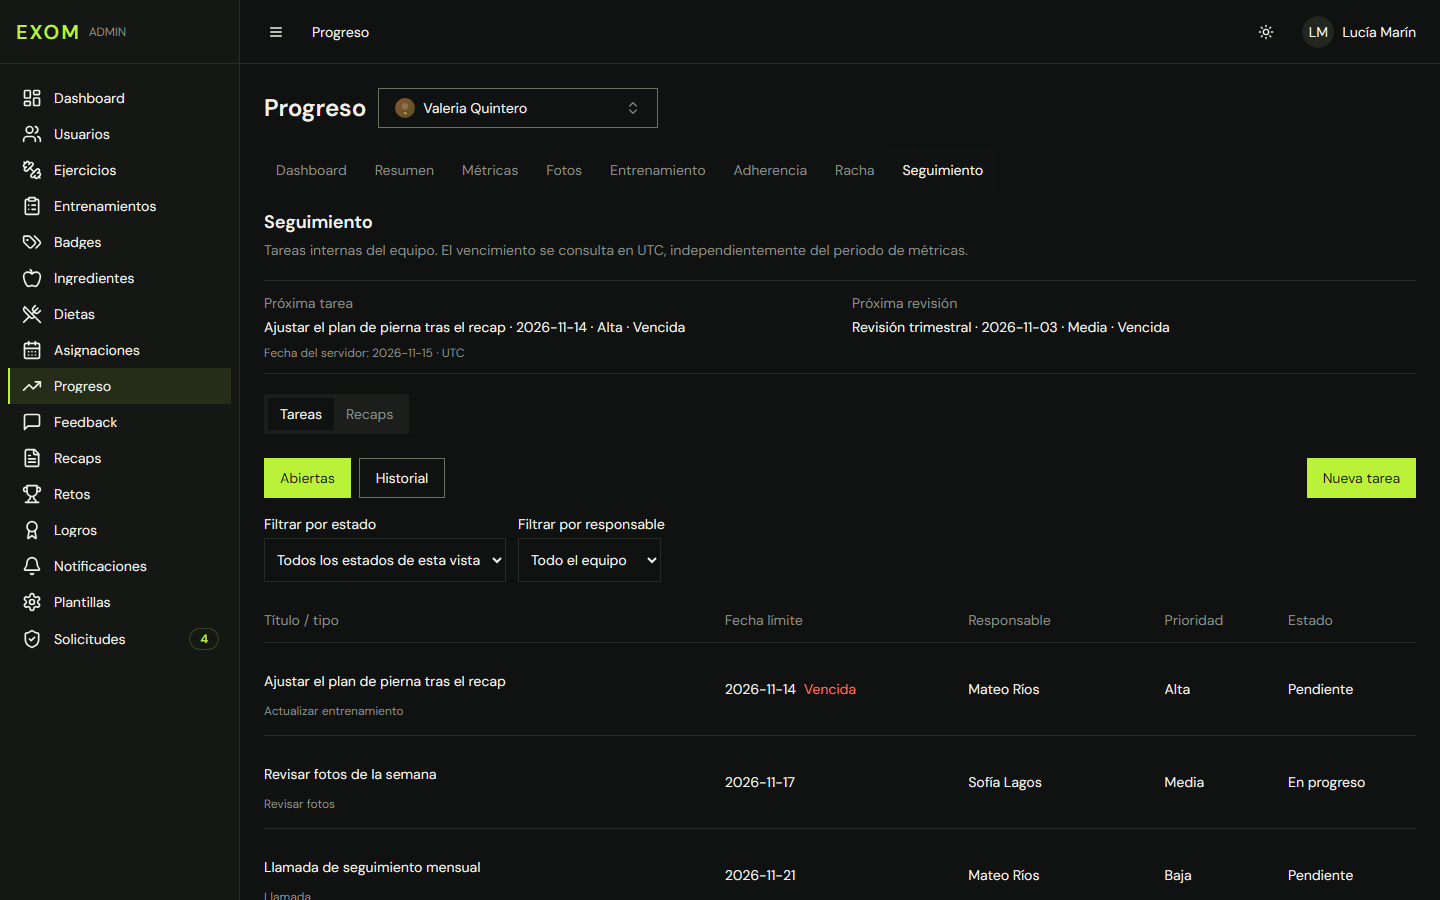 EXOM ADMIN
Progreso
LM Lucía Marín
Dashboard
Usuarios
Ejercicios
Entrenamientos
Badges
Ingredientes
Dietas
Asignaciones
Progreso
Feedback
Recaps
Retos
Logros
Notificaciones
Plantillas
Solicitudes 4
Progreso Valeria Quintero
Dashboard Resumen Métricas Fotos Entrenamiento Adherencia Racha Seguimiento
Seguimiento
Tareas internas del equipo. El vencimiento se consulta en UTC, independientemente del periodo de métricas.
Próxima tarea
Ajustar el plan de pierna tras el recap · 2026-11-14 · Alta · Vencida
Fecha del servidor: 2026-11-15 · UTC
Próxima revisión
Revisión trimestral · 2026-11-03 · Media · Vencida
Tareas Recaps
Abiertas Historial Nueva tarea
Filtrar por estado Filtrar por responsable
Todos los estados de esta vista Todo el equipo
Título / tipo Fecha límite Responsable Prioridad Estado
Ajustar el plan de pierna tras el recap 2026-11-14 Vencida Mateo Ríos Alta Pendiente
Actualizar entrenamiento
Revisar fotos de la semana 2026-11-17 Sofía Lagos Media En progreso
Revisar fotos
Llamada de seguimiento mensual 2026-11-21 Mateo Ríos Baja Pendiente
Llamada